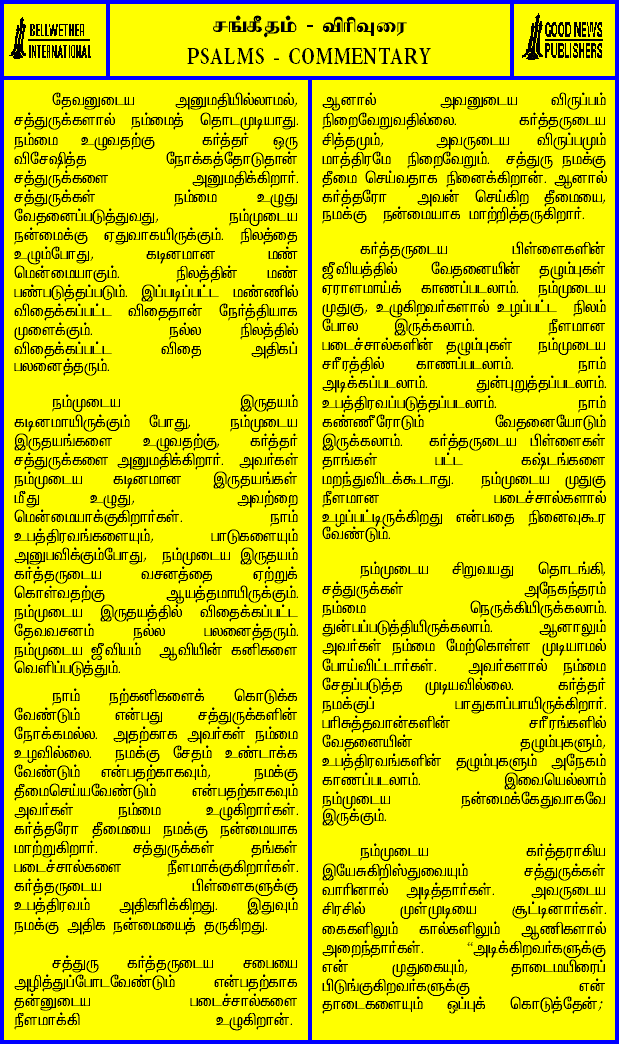 BELLWETHER
INTERNATIONAL
சங்கீதம் - விரிவுரை
PSALMS - COMMENTARY
GOOD NEWS
PUBLISHERS
தேவனுடைய அனுமதியில்லாமல்,
சத்துருக்களால் நம்மைத் தொடமுடியாது.
நம்மை உழுவதற்கு கர்த்தர் ஒரு
விசேஷித்த நோக்கத்தோடுதான்
சத்துருக்களை அனுமதிக்கிறார்.
சத்துருக்கள் நம்மை உழுது
வேதனைப்படுத்துவது, நம்முடைய
நன்மைக்கு ஏதுவாகயிருக்கும். நிலத்தை
உழும்போது, கடினமான மண்
மென்மையாகும். நிலத்தின் மண்
பண்படுத்தப்படும். இப்படிப்பட்ட மண்ணில்
விதைக்கப்பட்ட விதைதான் நேர்த்தியாக
முளைக்கும். நல்ல நிலத்தில்
விதைக்கப்பட்ட விதை அதிகப்
பலனைத்தரும்.
நம்முடைய இருதயம்
கடினமாயிருக்கும் போது, நம்முடைய
இருதயங்களை உழுவதற்கு, கர்த்தர்
சத்துருக்களை அனுமதிக்கிறார். அவர்கள்
நம்முடைய கடினமான இருதயங்கள்
மீது உழுது, அவற்றை
மென்மையாக்குகிறார்கள். நாம்
உபத்திரவங்களையும், பாடுகளையும்
அனுபவிக்கும்போது, நம்முடைய இருதயம்
கர்த்தருடைய வசனத்தை ஏற்றுக்
கொள்வதற்கு ஆயத்தமாயிருக்கும்.
நம்முடைய இருதயத்தில் விதைக்கப்பட்ட
தேவவசனம் நல்ல பலனைத்தரும்.
நம்முடைய ஜீவியம் ஆவியின் கனிகளை
வெளிப்படுத்தும்.
நாம் நற்கனிகளைக் கொடுக்க
வேண்டும் என்பது சத்துருக்களின்
நோக்கமல்ல. அதற்காக அவர்கள் நம்மை
உழவில்லை. நமக்கு சேதம் உண்டாக்க
வேண்டும் என்பதற்காகவும், நமக்கு
தீமைசெய்யவேண்டும் என்பதற்காகவும்
அவர்கள் நம்மை உழுகிறார்கள்.
கர்த்தரோ தீமையை நமக்கு நன்மையாக
மாற்றுகிறார். சத்துருக்கள் தங்கள்
படைச்சால்களை நீளமாக்குகிறார்கள்.
கர்த்தருடைய பிள்ளைகளுக்கு
உபத்திரவம் அதிகரிக்கிறது. இதுவும்
நமக்கு அதிக நன்மையைத் தருகிறது.
சத்துரு கர்த்தருடைய சபையை
அழித்துப்போடவேண்டும் என்பதற்காக
தன்னுடைய படைச்சால்களை
நீளமாக்கி உழுகிறான்.
ஆனால் அவனுடைய விருப்பம்
நிறைவேறுவதில்லை. கர்த்தருடைய
சித்தமும், அவருடைய விருப்பமும்
மாத்திரமே நிறைவேறும். சத்துரு நமக்கு
தீமை செய்வதாக நினைக்கிறான். ஆனால்
கர்த்தரோ அவன் செய்கிற தீமையை,
நமக்கு நன்மையாக மாற்றித்தருகிறார்.
கர்த்தருடைய பிள்ளைகளின்
ஜீவியத்தில் வேதனையின் தழும்புகள்
ஏராளமாய்க் காணப்படலாம். நம்முடைய
முதுகு, உழுகிறவர்களால் உழப்பட்ட நிலம்
போல இருக்கலாம். நீளமான
படைச்சால்களின் தழும்புகள் நம்முடைய
சரீரத்தில் காணப்படலாம். நாம்
அடிக்கப்படலாம். துன்புறுத்தப்படலாம்.
உபத்திரவப்படுத்தப்படலாம். நாம்
கண்ணீரோடும் வேதனையோடும்
இருக்கலாம். கர்த்தருடைய பிள்ளைகள்
தாங்கள் பட்ட கஷ்டங்களை
மறந்துவிடக்கூடாது. நம்முடைய முதுகு
நீளமான படைச்சால்களால்
உழப்பட்டிருக்கிறது என்பதை நினைவுகூர
வேண்டும்.
நம்முடைய சிறுவயது தொடங்கி,
சத்துருக்கள் அநேகந்தரம்
நம்மை நெருக்கியிருக்கலாம்.
துன்பப்படுத்தியிருக்கலாம். ஆனாலும்
அவர்கள் நம்மை மேற்கொள்ள முடியாமல்
போய்விட்டார்கள். அவர்களால் நம்மை
சேதப்படுத்த முடியவில்லை. கர்த்தர்
நமக்குப் பாதுகாப்பாயிருக்கிறார்.
பரிசுத்தவான்களின் சரீரங்களில்
வேதனையின் தழும்புகளும்,
உபத்திரவங்களின் தழும்புகளும் அநேகம்
காணப்படலாம். இவையெல்லாம்
நம்முடைய நன்மைக்கேதுவாகவே
இருக்கும்.
நம்முடைய கர்த்தராகிய
இயேசுகிறிஸ்துவையும் சத்துருக்கள்
வாரினால் அடித்தார்கள். அவருடைய
சிரசில் முள்முடியை சூட்டினார்கள்.
கைகளிலும் கால்களிலும் ஆணிகளால்
அறைந்தார்கள். “அடிக்கிறவர்களுக்கு
என் முதுகையும், தாடைமயிரைப்
பிடுங்குகிறவர்களுக்கு என்
தாடைகளையும் ஒப்புக் கொடுத்தேன்;